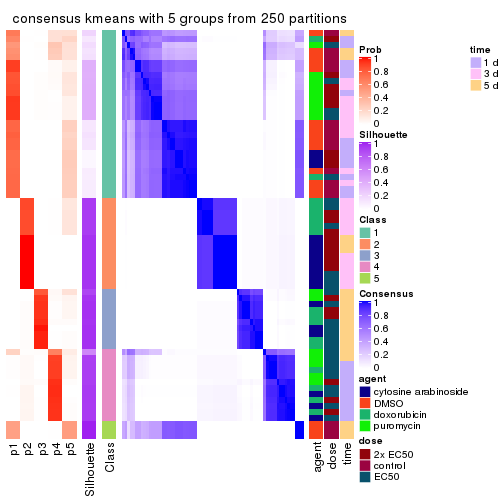 consensus kmeans with 5 groups from 250 partitions
Prob
1
0.8
0.6
0.4
0.2
0
Silhouette
1
0.8
0.6
0.4
0.2
0
Class
1
2
3
4
5
Consensus
1
0.8
0.6
0.4
0.2
0
agent
cytosine arabinoside
DMSO
doxorubicin
puromycin
dose
2x EC50
control
EC50
time
1 d
3 d
5 d
p1
p2
p3
p4
p5
Silhouette
Class
agent
dose
time